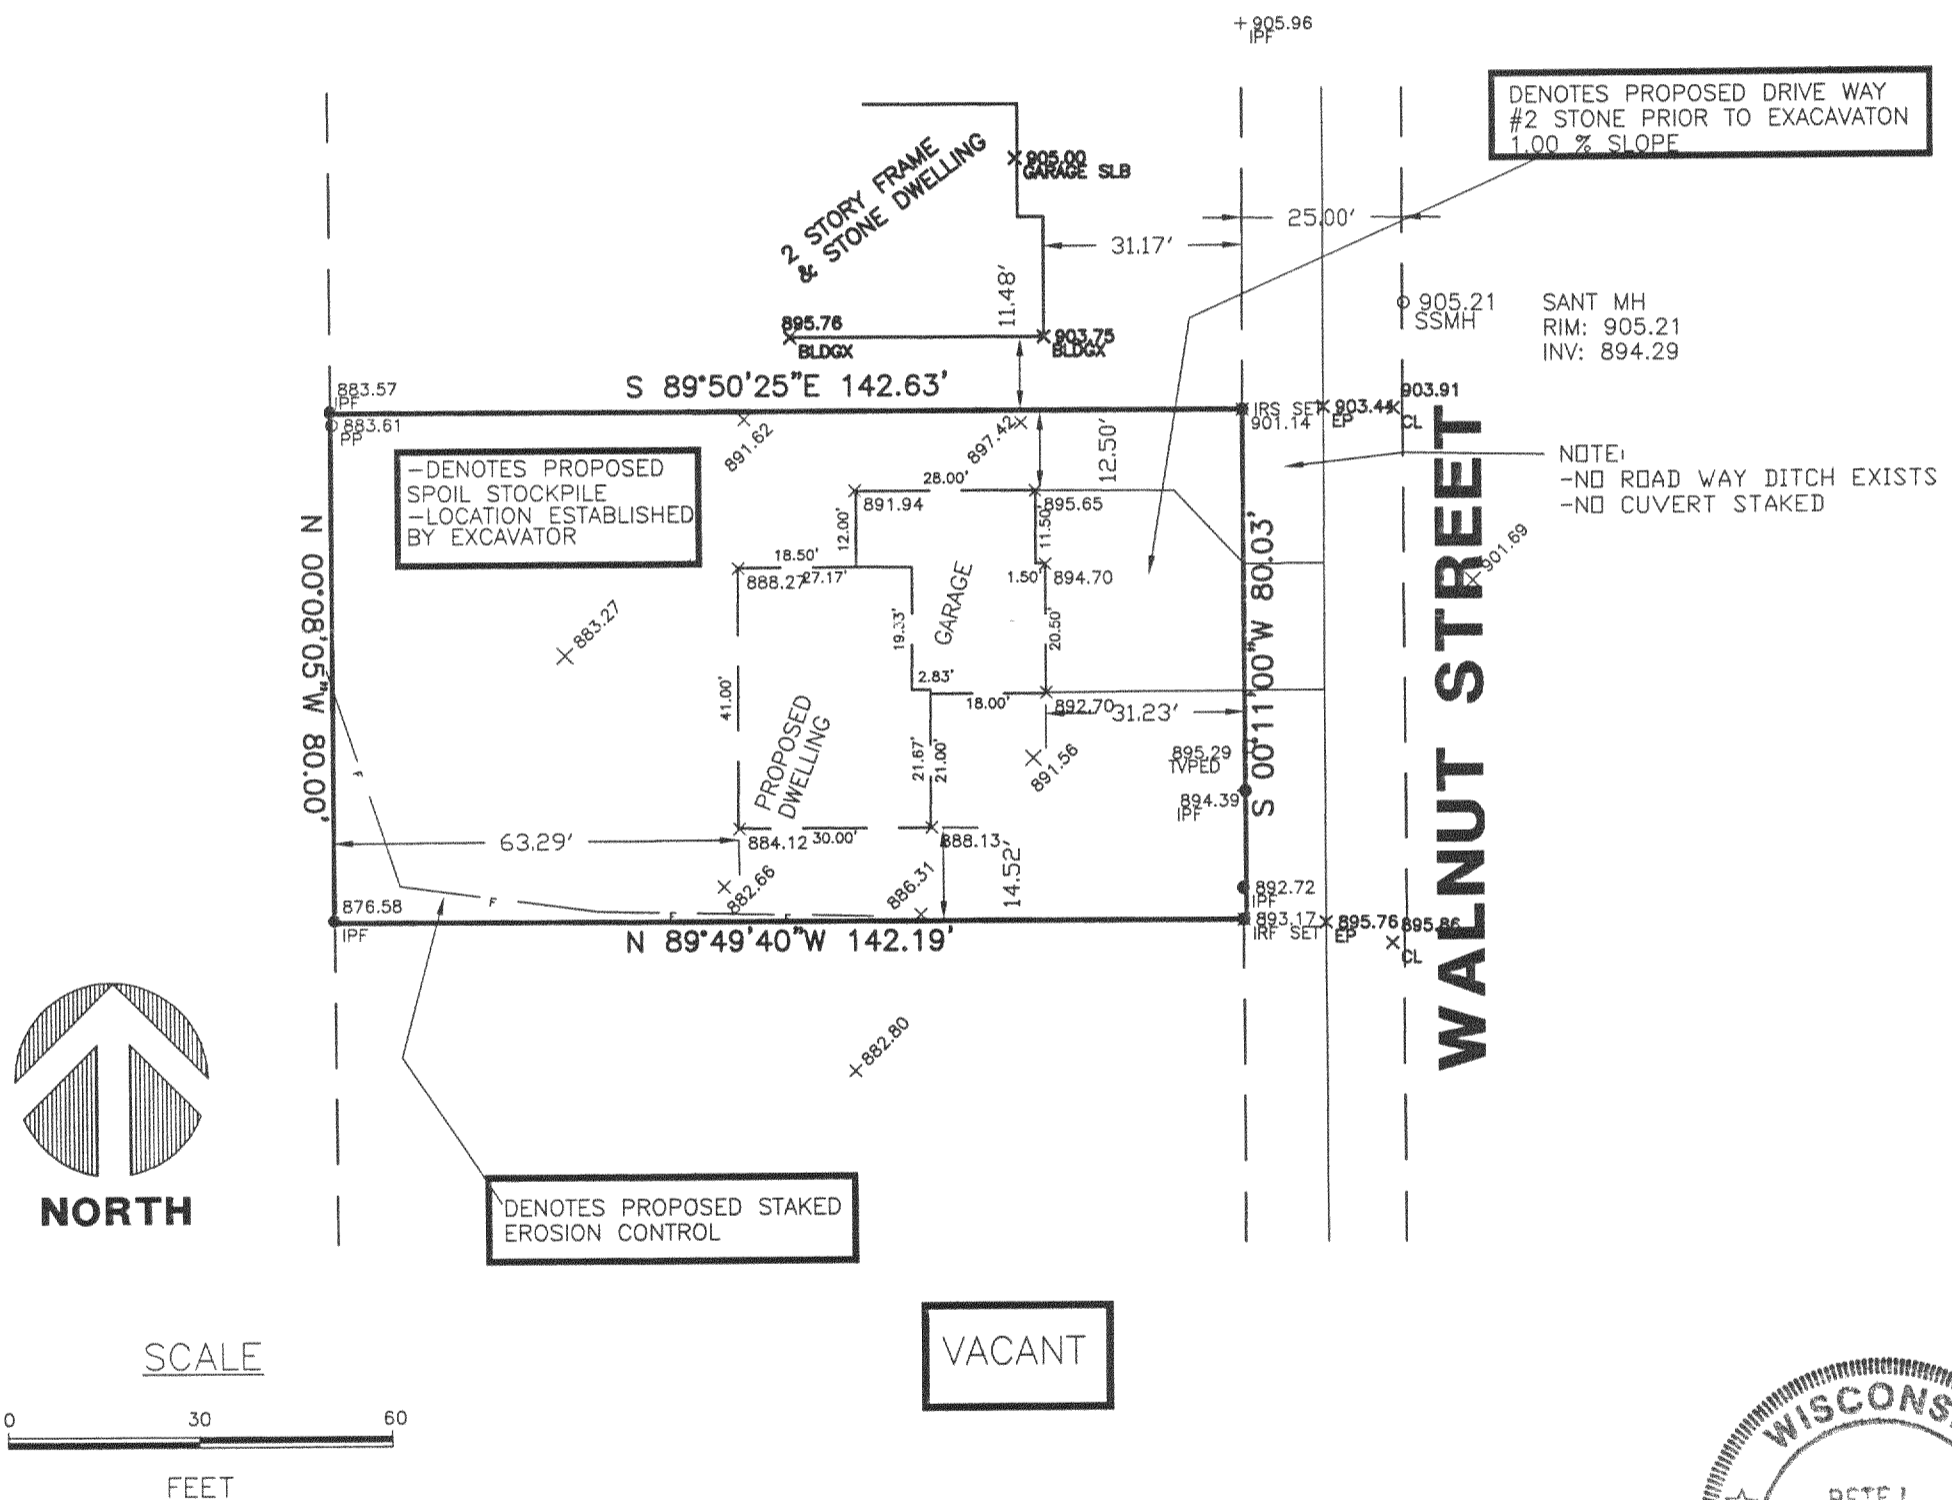 + 905.96
IPF
DENOTES PROPOSED DRIVE WAY
#2 STONE PRIOR TO EXACAVATON
1.00 % SLOPE
2 STORY FRAME
& STONE DWELLING
905.00
GARAGE SLB
25.00'
31.17'
11.48'
895.76
BLDGX
903.75
BLDGX
905.21
SSMH
SANT MH
RIM: 905.21
INV: 894.29
S 89°50'25"E 142.63'
883.57
IPF
883.61
PP
891.62
897.42
12.50'
IRS SET
901.14
903.44
EP
903.91
CL
NOTE:
-NO ROAD WAY DITCH EXISTS
-NO CUVERT STAKED
-DENOTES PROPOSED
SPOIL STOCKPILE
-LOCATION ESTABLISHED
BY EXCAVATOR
28.00'
891.94
895.65
12.00'
11.50'
18.50'
888.27
27.17'
1.50'
894.70
901.69
WALNUT STREET
N 00°08'05"W 80.00'
883.27
GARAGE
19.33'
20.50'
S 00°11'00"W 80.03'
2.83'
18.00'
892.70
31.23'
41.00'
PROPOSED
DWELLING
21.67'
21.00'
891.56
895.29
TVPED
894.39
IPF
63.29'
884.12
30.00'
888.13
14.52'
882.66
886.31
892.72
IPF
876.58
IPF
F
F
F
F
893.17
IRF SET
895.76
EP
895.86
CL
N 89°49'40"W 142.19'
882.80
NORTH
DENOTES PROPOSED STAKED
EROSION CONTROL
VACANT
SCALE
0 30 60
FEET
WISCONS